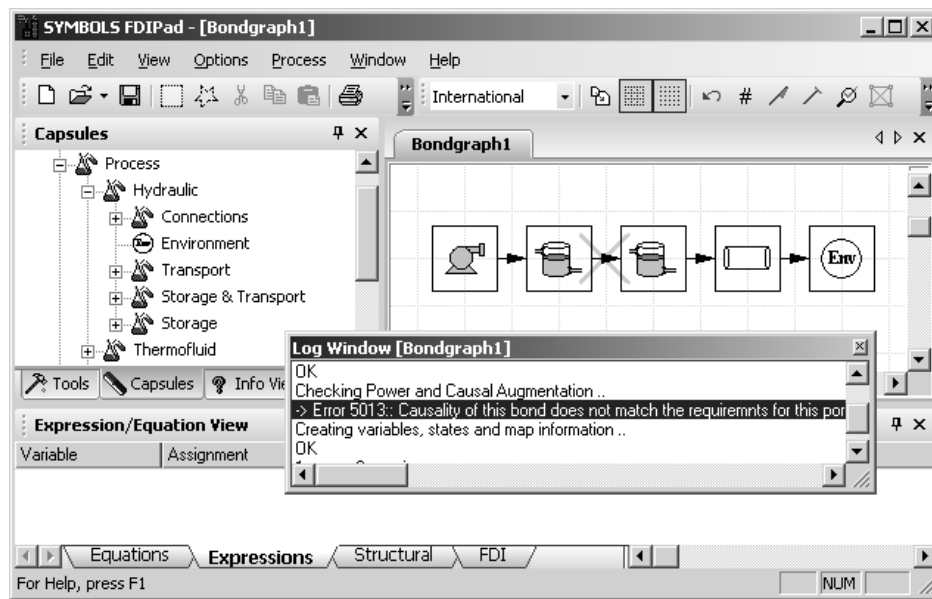 SYMBOLS FDIPad - [Bondgraph1]
File Edit View Options Process Window Help
International
Capsules
Bondgraph1
Process
Hydraulic
Connections
Environment
Transport
Storage & Transport
Storage
Thermofluid
Env
Tools Capsules Info Vie
Log Window [Bondgraph1]
OK
Checking Power and Causal Augmentation ..
-> Error 5013:: Causality of this bond does not match the requiremnts for this por
Creating variables, states and map information ..
OK
Expression/Equation View
Variable Assignment
Equations Expressions Structural FDI
For Help, press F1 NUM